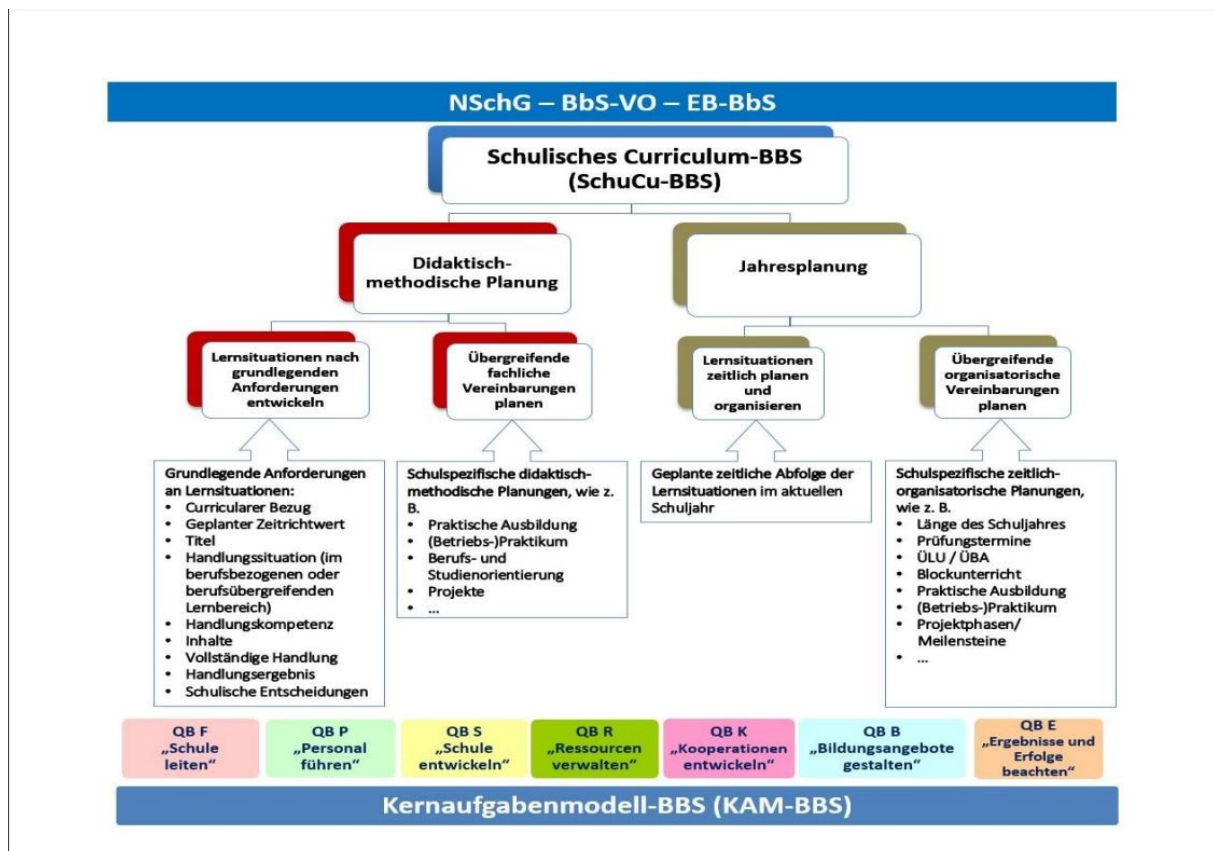 NSchG – BbS-VO – EB-BbS
Schulisches Curriculum-BBS
(SchuCu-BBS)
Didaktisch-
methodische Planung
Jahresplanung
Lernsituationen nach
grundlegenden
Anforderungen
entwickeln
Übergreifende
fachliche
Vereinbarungen
planen
Lernsituationen
zeitlich planen
und
organisieren
Übergreifende
organisatorische
Vereinbarungen
planen
Grundlegende Anforderungen
an Lernsituationen:
• Curricularer Bezug
• Geplanter Zeitrichtwert
• Titel
• Handlungssituation (im
berufsbezogenen oder
berufsübergreifenden
Lernbereich)
• Handlungskompetenz
• Inhalte
• Vollständige Handlung
• Handlungsergebnis
• Schulische Entscheidungen
Schulspezifische didaktisch-
methodische Planungen, wie z.
B.
• Praktische Ausbildung
• (Betriebs-)Praktikum
• Berufs- und
Studienorientierung
• Projekte
• ...
Geplante zeitliche Abfolge der
Lernsituationen im aktuellen
Schuljahr
Schulspezifische zeitlich-
organisatorische Planungen,
wie z. B.
• Länge des Schuljahres
• Prüfungstermine
• ÜLU / ÜBA
• Blockunterricht
• Praktische Ausbildung
• (Betriebs-)Praktikum
• Projektphasen/
Meilensteine
• ...
QB F
„Schule
leiten“
QB P
„Personal
führen“
QB S
„Schule
entwickeln“
QB R
„Ressourcen
verwalten“
QB K
„Kooperationen
entwickeln“
QB B
„Bildungsangebote
gestalten“
QB E
„Ergebnisse und
Erfolge
beachten“
Kernaufgabenmodell-BBS (KAM-BBS)